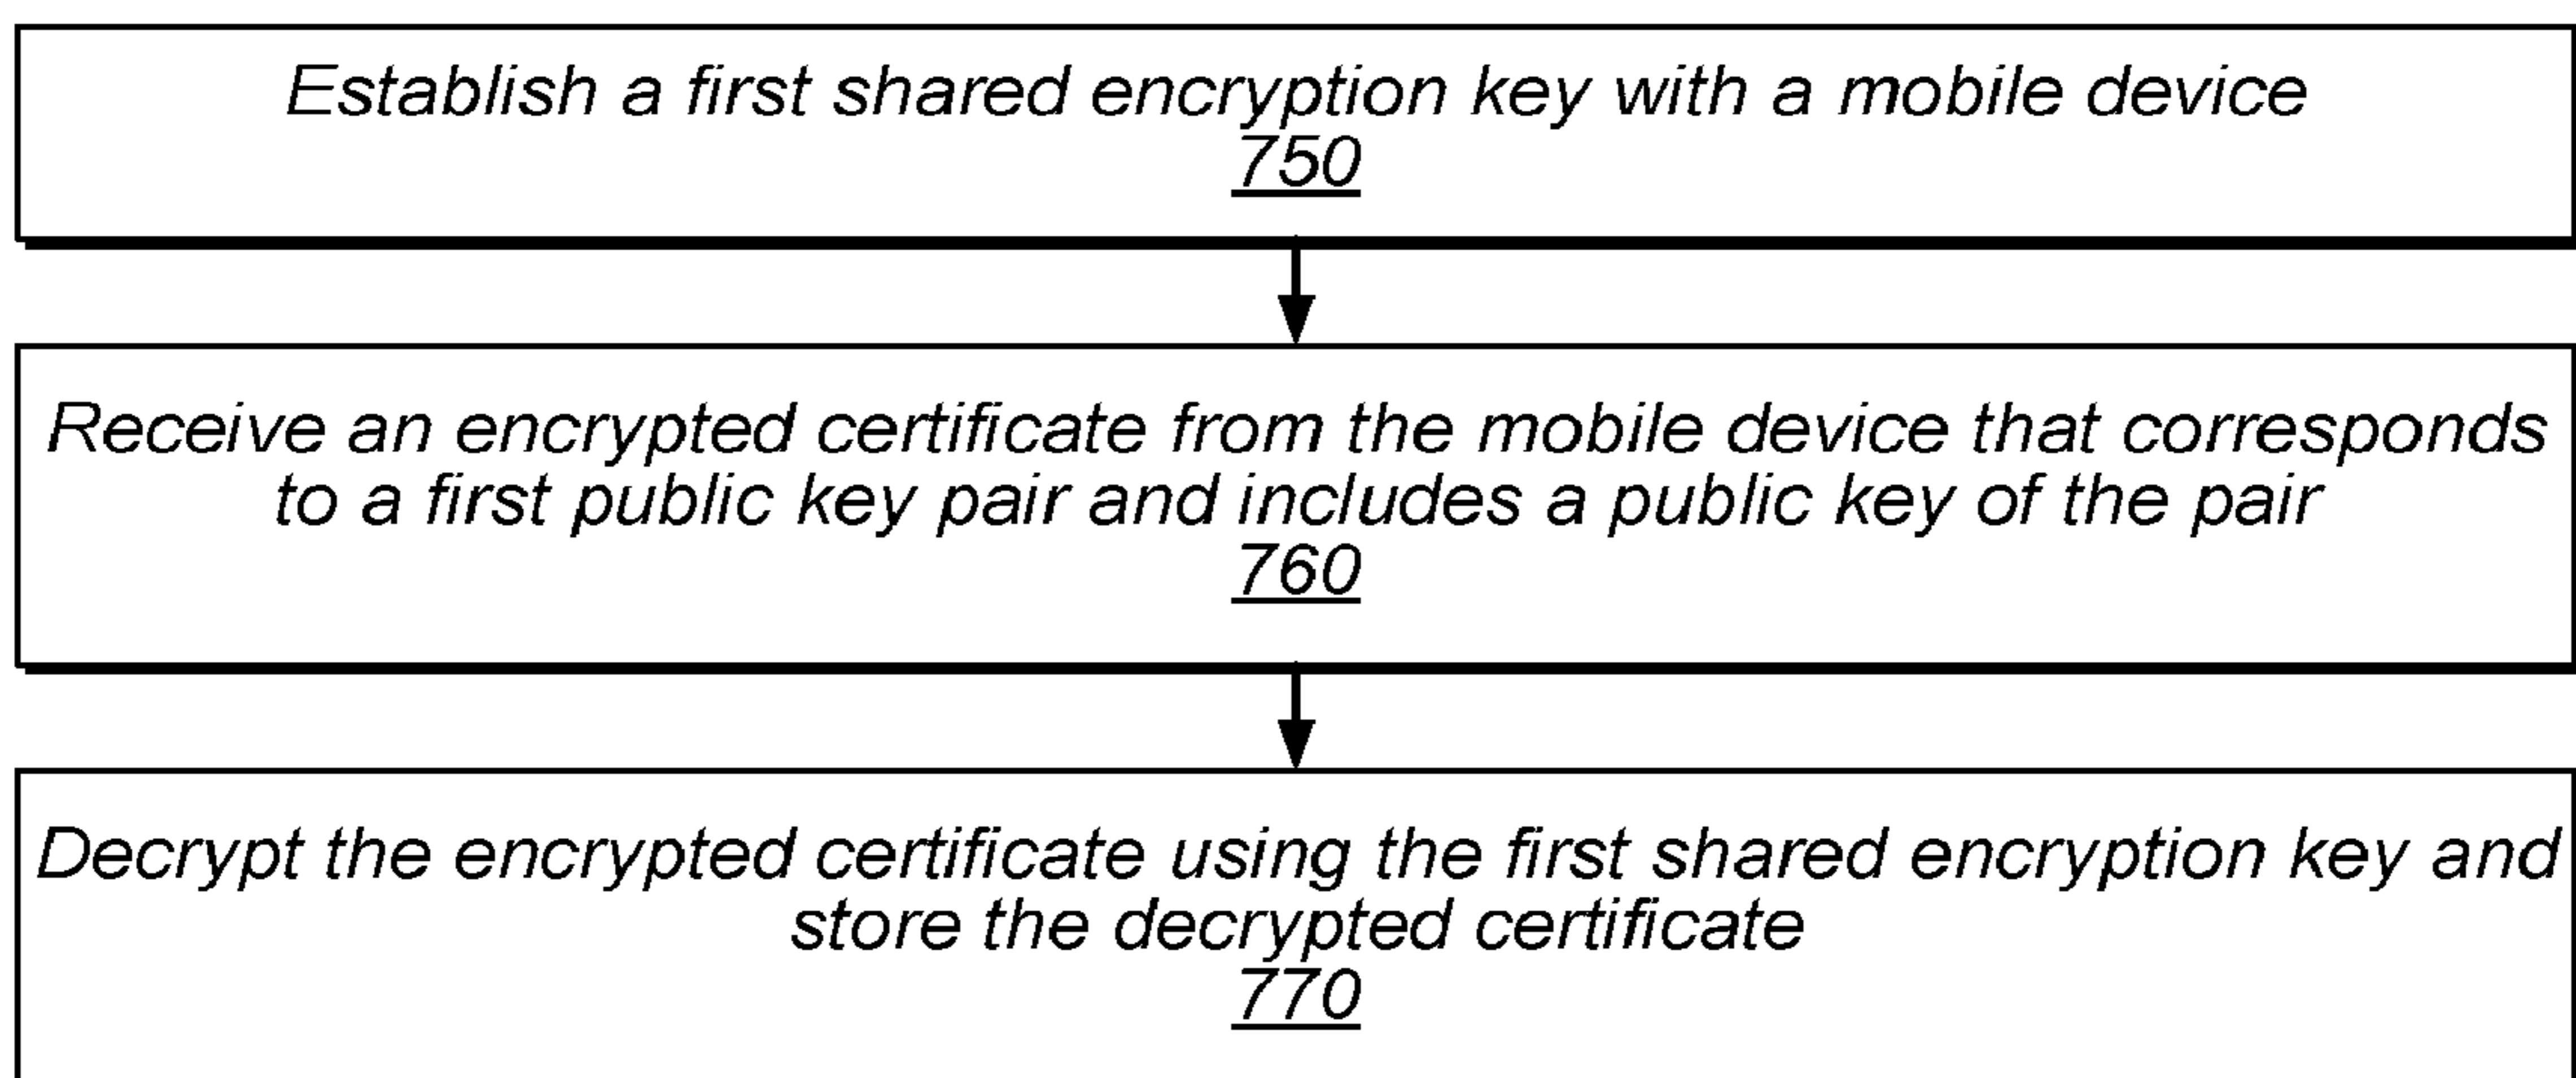 Establish a first shared encryption key with a mobile device
750
Receive an encrypted certificate from the mobile device that corresponds
to a first public key pair and includes a public key of the pair
760
Decrypt the encrypted certificate using the first shared encryption key and
store the decrypted certificate
770